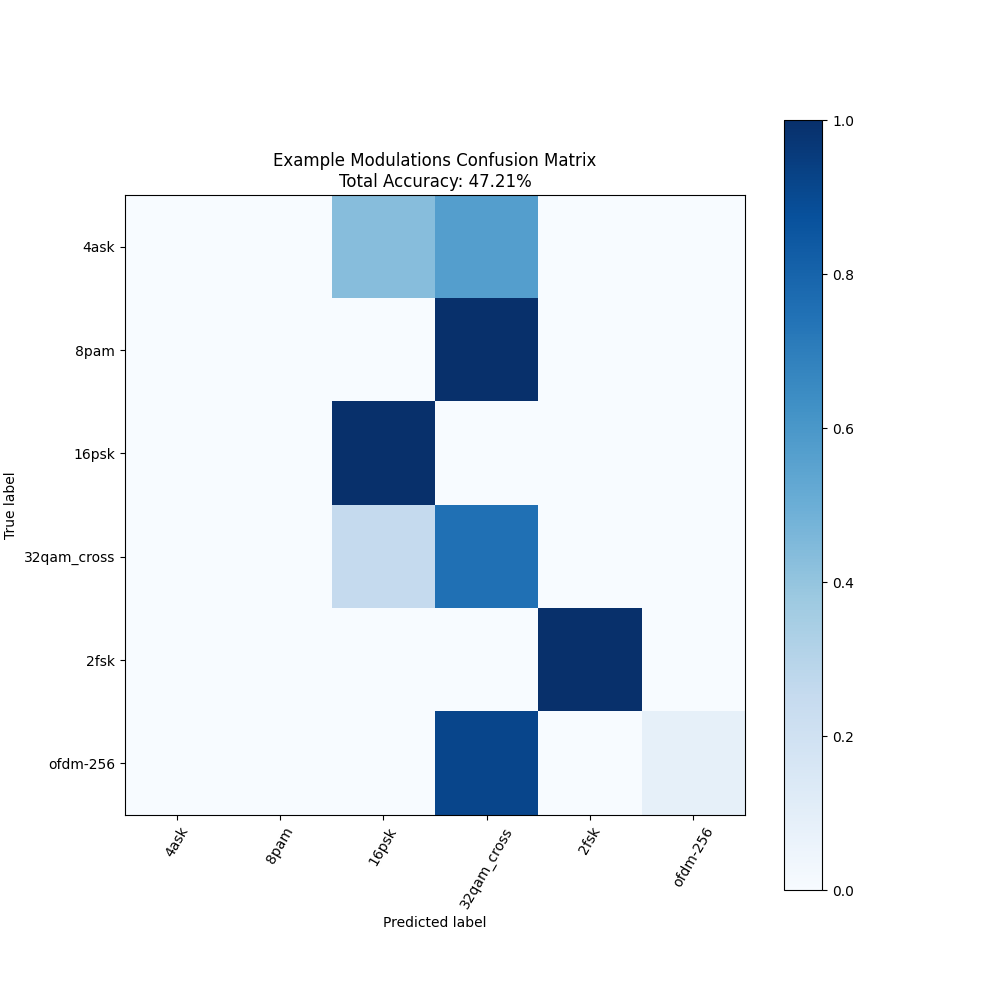 Example Modulations Confusion Matrix
Total Accuracy: 47.21%
True label
4ask
8pam
16psk
32qam_cross
2fsk
ofdm-256
4ask
8pam
16psk
32qam_cross
2fsk
ofdm-256
Predicted label
1.0
0.8
0.6
0.4
0.2
0.0